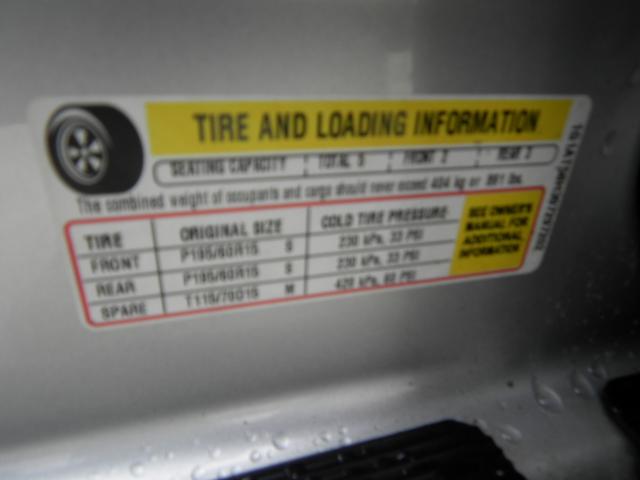 TIRE AND LOADING INFORMATION
SEATING CAPACITY TOTAL 5 FRONT 2 REAR 3
The combined weight of occupants and cargo should never exceed 404 kg or 891 lbs.
TIRE ORIGINAL SIZE COLD TIRE PRESSURE
FRONT P195/60R15 S 230 kPa, 33 PSI
REAR P195/60R15 S 230 kPa, 33 PSI
SPARE T115/70D15 M 420 kPa, 60 PSI
SEE OWNER'S
MANUAL FOR
ADDITIONAL
INFORMATION